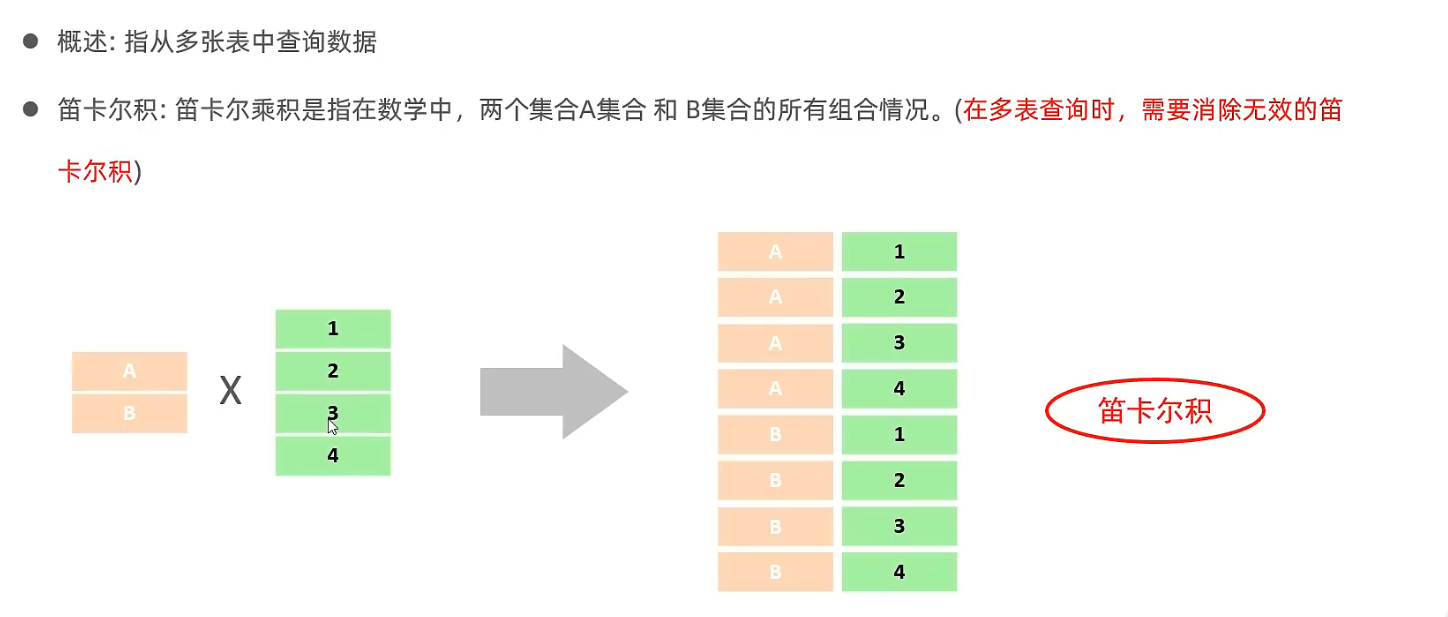 概述: 指从多张表中查询数据
笛卡尔积: 笛卡尔乘积是指在数学中，两个集合A集合 和 B集合的所有组合情况。(在多表查询时，需要消除无效的笛
卡尔积)
A
B
X
1
2
3
4
A 1
A 2
A 3
A 4
B 1
B 2
B 3
B 4
笛卡尔积